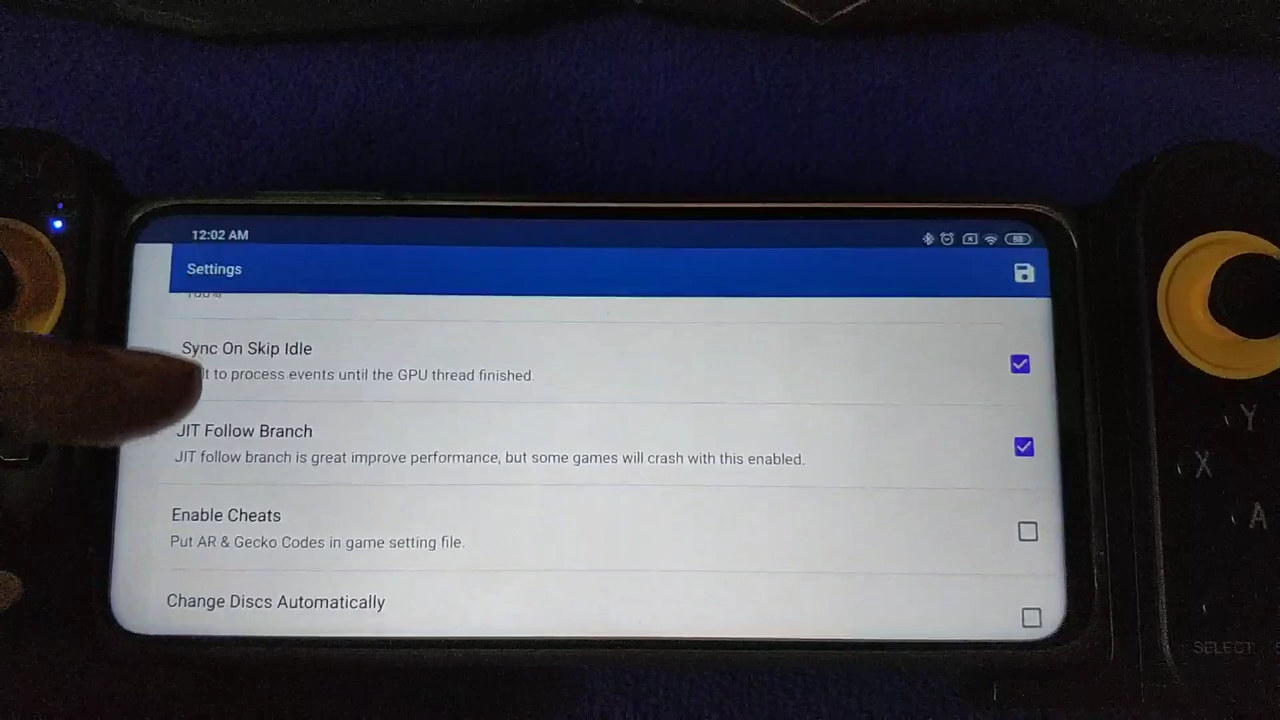 12:02 AM
88
Settings
100%
Sync On Skip Idle
to process events until the GPU thread finished.
JIT Follow Branch
JIT follow branch is great improve performance, but some games will crash with this enabled.
Enable Cheats
Put AR & Gecko Codes in game setting file.
Change Discs Automatically
Y
X
A
SELECT